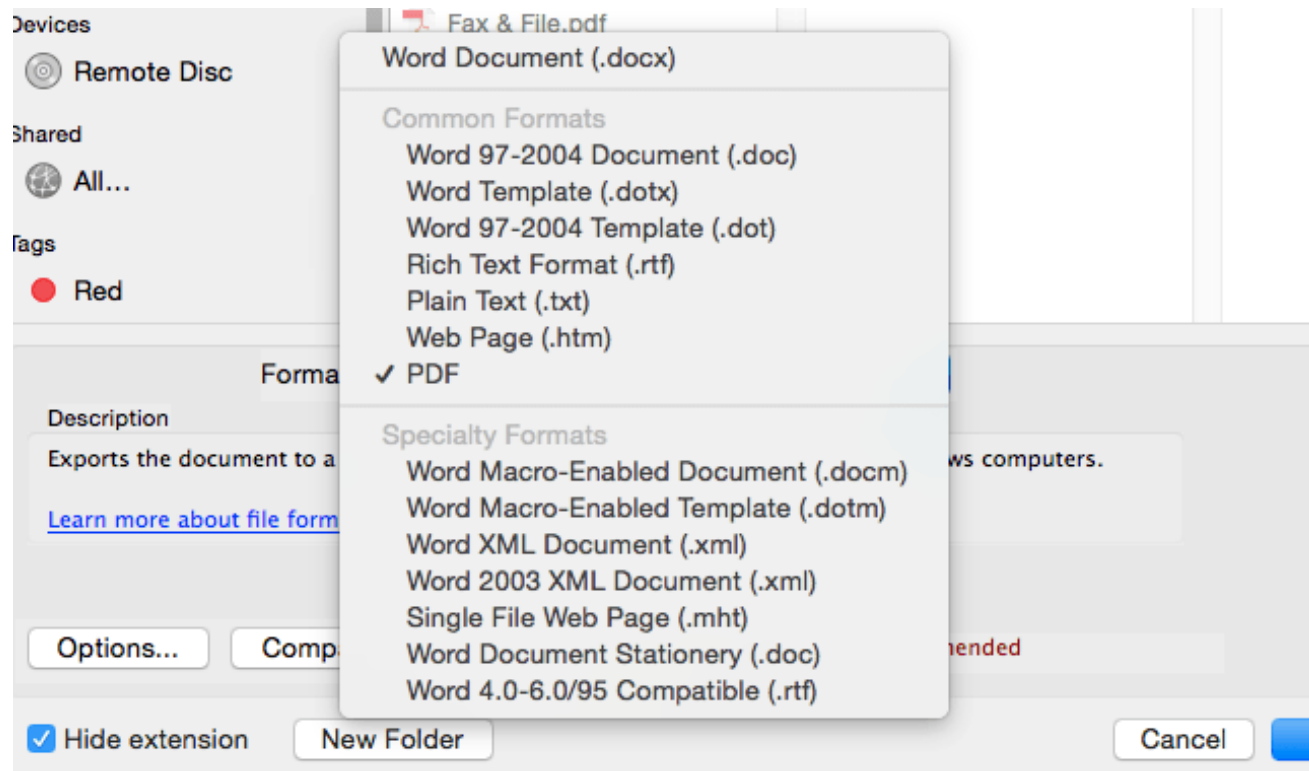 Devices
Fax & File.pdf
Remote Disc
Shared
All...
Tags
Red
Word Document (.docx)
Common Formats
Word 97-2004 Document (.doc)
Word Template (.dotx)
Word 97-2004 Template (.dot)
Rich Text Format (.rtf)
Plain Text (.txt)
Web Page (.htm)
✓ PDF
Specialty Formats
Word Macro-Enabled Document (.docm)
Word Macro-Enabled Template (.dotm)
Word XML Document (.xml)
Word 2003 XML Document (.xml)
Single File Web Page (.mht)
Word Document Stationery (.doc)
Word 4.0-6.0/95 Compatible (.rtf)
Forma
Description
Exports the document to a
ws computers.
Learn more about file form
Options...
Comp
ended
Hide extension
New Folder
Cancel